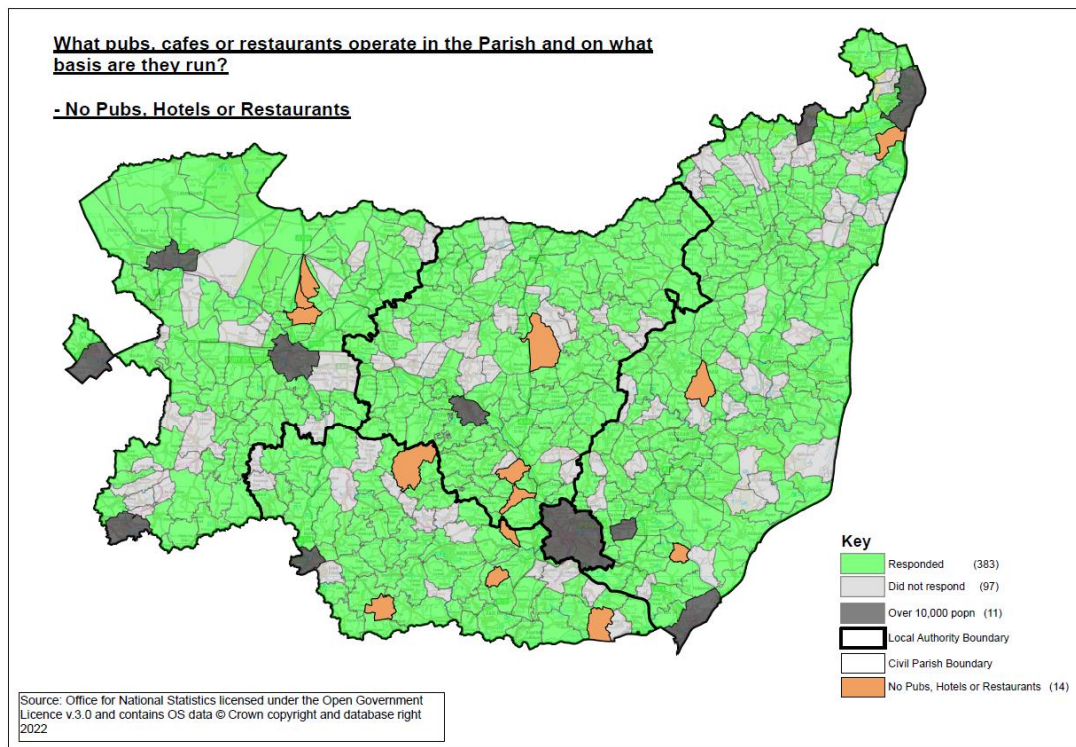 What pubs, cafes or restaurants operate in the Parish and on what
basis are they run?
- No Pubs, Hotels or Restaurants
Key
Responded (383)
Did not respond (97)
Over 10,000 popn (11)
Local Authority Boundary
Civil Parish Boundary
No Pubs, Hotels or Restaurants (14)
Source: Office for National Statistics licensed under the Open Government
Licence v.3.0 and contains OS data © Crown copyright and database right
2022